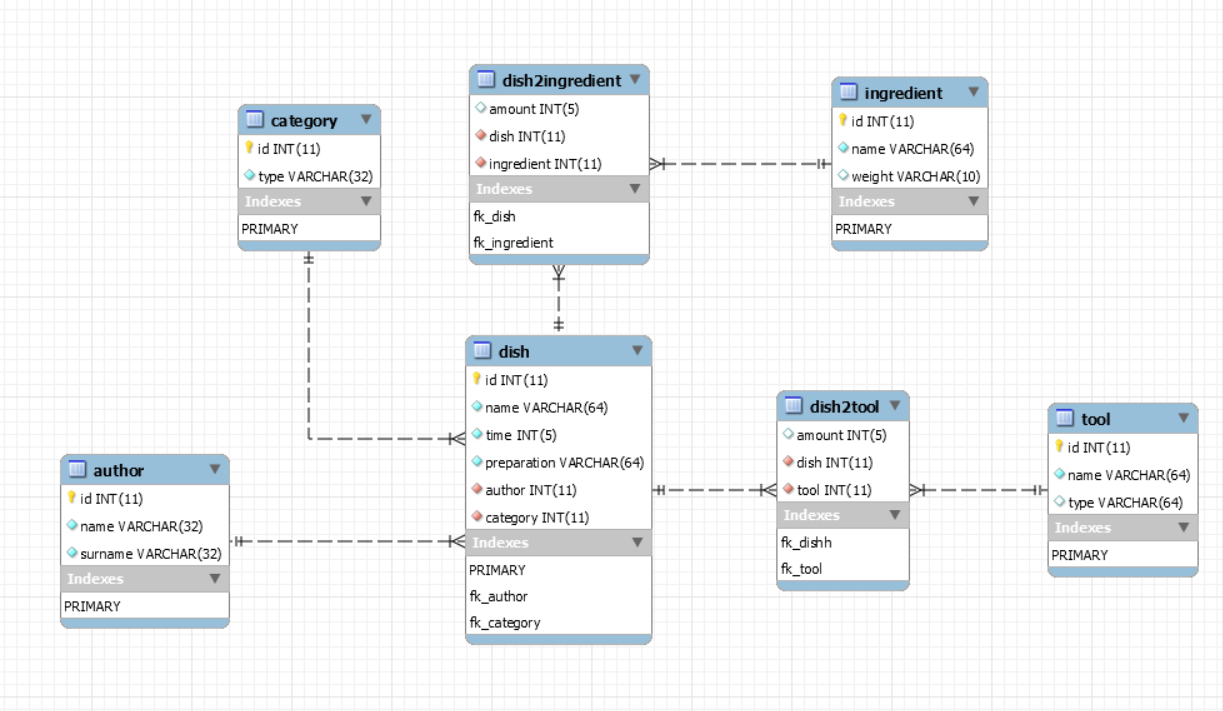 category
id INT(11)
type VARCHAR(32)
Indexes
PRIMARY
dish2ingredient
amount INT(5)
dish INT(11)
ingredient INT(11)
Indexes
fk_dish
fk_ingredient
ingredient
id INT(11)
name VARCHAR(64)
weight VARCHAR(10)
Indexes
PRIMARY
author
id INT(11)
name VARCHAR(32)
surname VARCHAR(32)
Indexes
PRIMARY
dish
id INT(11)
name VARCHAR(64)
time INT(5)
preparation VARCHAR(64)
author INT(11)
category INT(11)
Indexes
PRIMARY
fk_author
fk_category
dish2tool
amount INT(5)
dish INT(11)
tool INT(11)
Indexes
fk_dishh
fk_tool
tool
id INT(11)
name VARCHAR(64)
type VARCHAR(64)
Indexes
PRIMARY